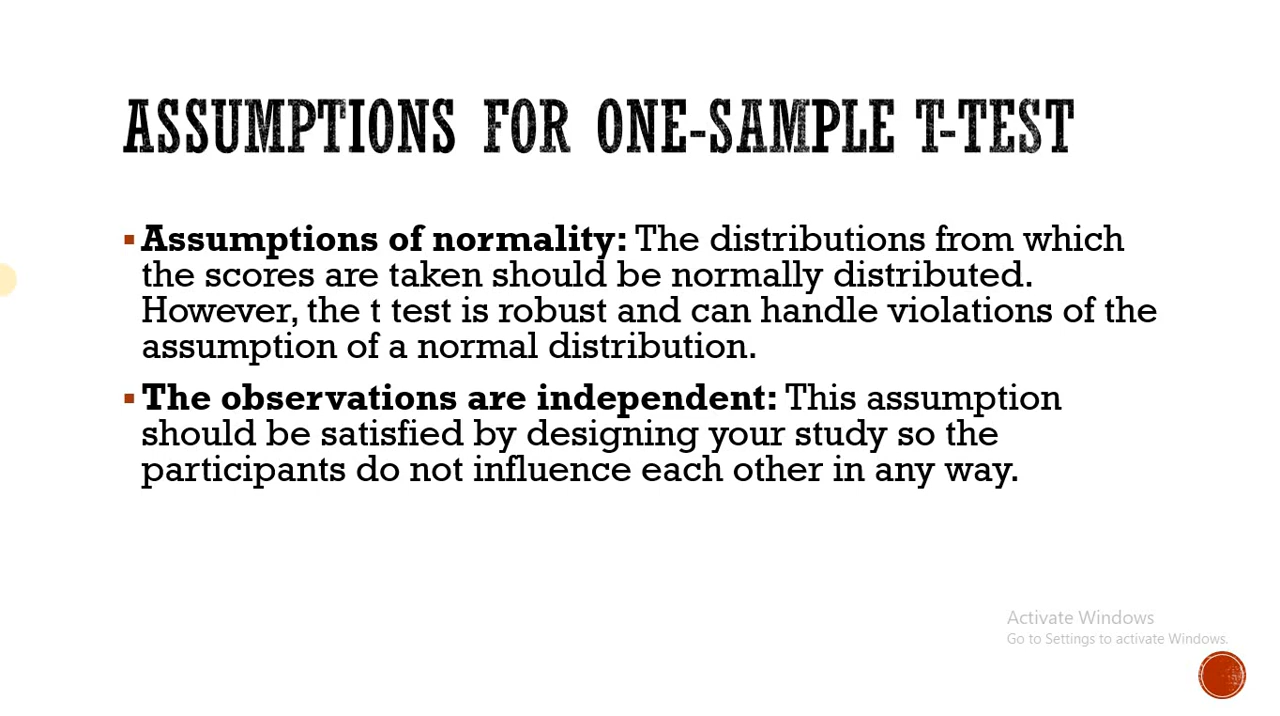 ASSUMPTIONS FOR ONE-SAMPLE T-TEST
▪Assumptions of normality: The distributions from which
the scores are taken should be normally distributed.
However, the t test is robust and can handle violations of the
assumption of a normal distribution.
▪The observations are independent: This assumption
should be satisfied by designing your study so the
participants do not influence each other in any way.
Activate Windows
Go to Settings to activate Windows.